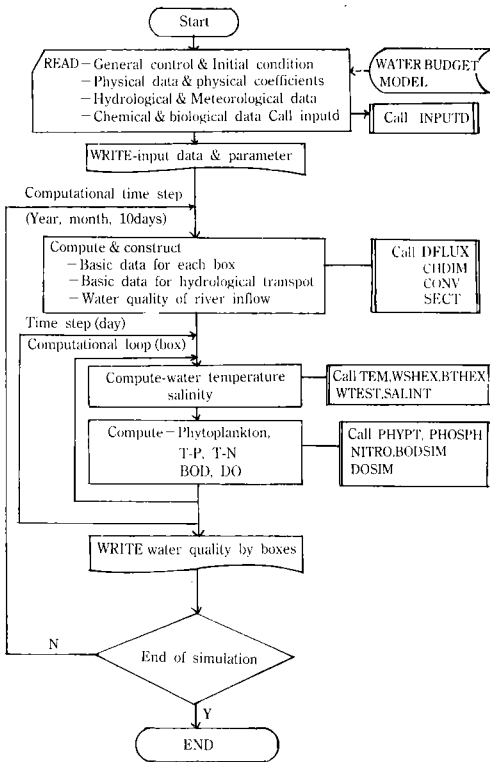 Start
READ-General control & Initial condition
-Physical data & physical coefficients
-Hydrological & Meteorological data
-Chemical & biological data Call inputd
WATER BUDGET
MODEL
Call INPUTD
WRITE-input data & parameter
Computational time step
(Year, month, 10days)
Compute & construct
-Basic data for each box
-Basic data for hydrological transpot
-Water quality of river inflow
Call DFLUX
CHDIM
CONV
SECT
Time step (day)
Computational loop (box)
Compute-water temperature
salinity
Call TEM,WSHEX,BTHEX
WTEST,SALINT
Compute-Phytoplankton,
T-P, T-N
BOD, DO
Call PHYPT, PHOSPH
NITRO,BODSIM
DOSIM
WRITE water quality by boxes
N
End of simulation
Y
END